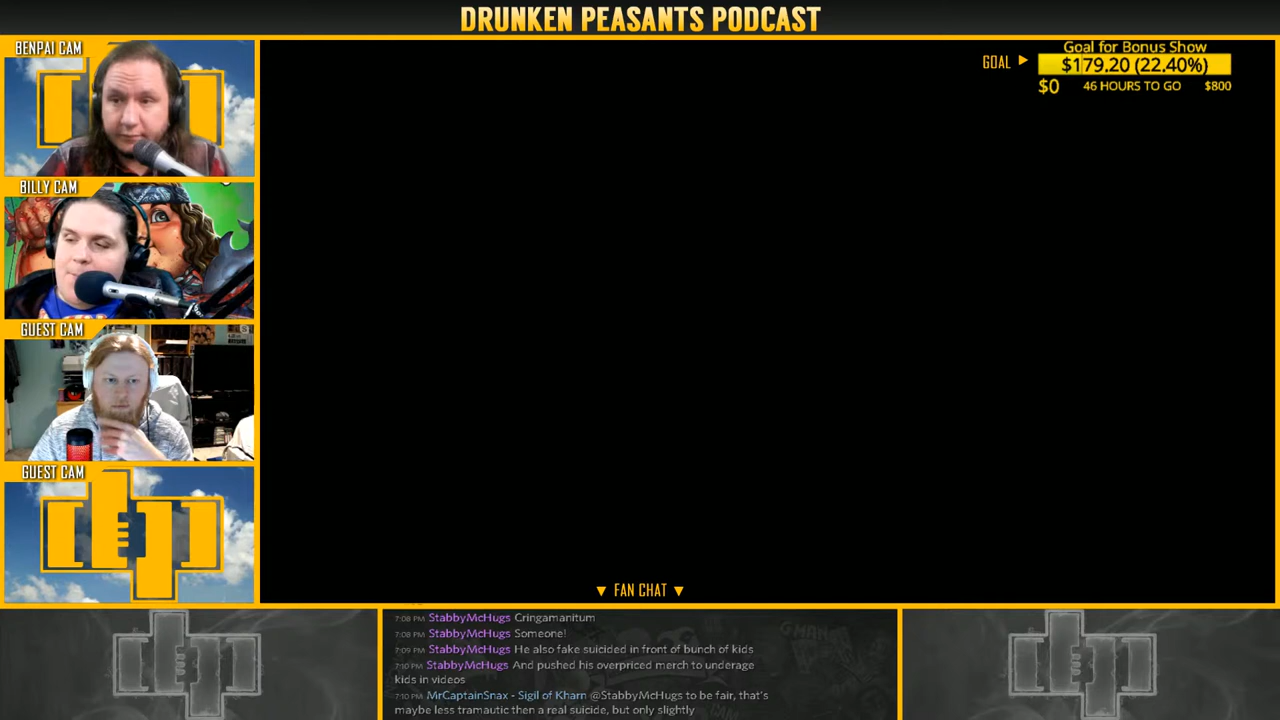 DRUNKEN PEASANTS PODCAST
BENPAI CAM
BILLY CAM
GUEST CAM
GUEST CAM
GOAL ▶
Goal for Bonus Show
$179.20 (22.40%)
$0 46 HOURS TO GO $800
▼ FAN CHAT ▼
7:08 PM StabbyMcHugs Cringamanitum
7:08 PM StabbyMcHugs Someone!
7:09 PM StabbyMcHugs He also fake suicided in front of bunch of kids
7:10 PM StabbyMcHugs And pushed his overpriced merch to underage
kids in videos
7:10 PM MrCaptainSnax - Sigil of Kharn @StabbyMcHugs to be fair, that's
maybe less tramautic then a real suicide, but only slightly